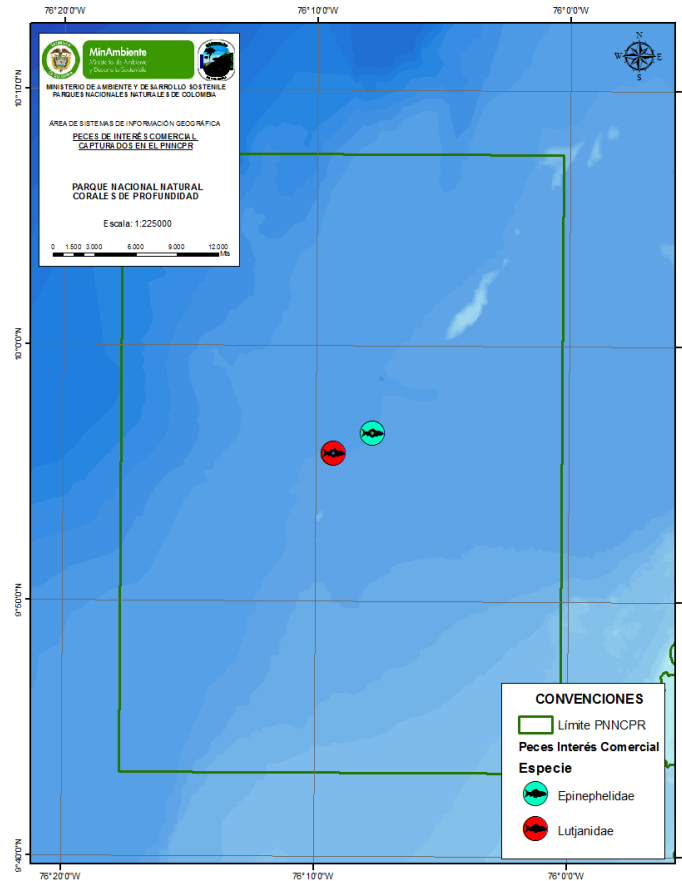 76°20'0"W 76°10'0"W 76°0'0"W
MinAmbiente
Ministerio de Ambiente
y Desarrollo Sostenible
MINISTERIO DE AMBIENTE Y DESARROLLO SOSTENILE
PARQUES NACIONALES NATURALES DE COLOMBIA
ÁREA DE SISTEMAS DE INFORMACIÓN GEOGRÁFICA
PECES DE INTERÉS COMERCIAL
CAPTURADOS EN EL PNNCPR
PARQUE NACIONAL NATURAL
CORALES DE PROFUNDIDAD
Escala: 1:225000
0 1.500 3.000 6.000 9.000 12.000
Mts
N
W E
S
10°10'0"N
10°0'0"N
9°50'0"N
9°40'0"N
CONVENCIONES
Límite PNNCPR
Peces Interés Comercial
Especie
Epinephelidae
Lutjanidae
76°20'0"W 76°10'0"W 76°0'0"W